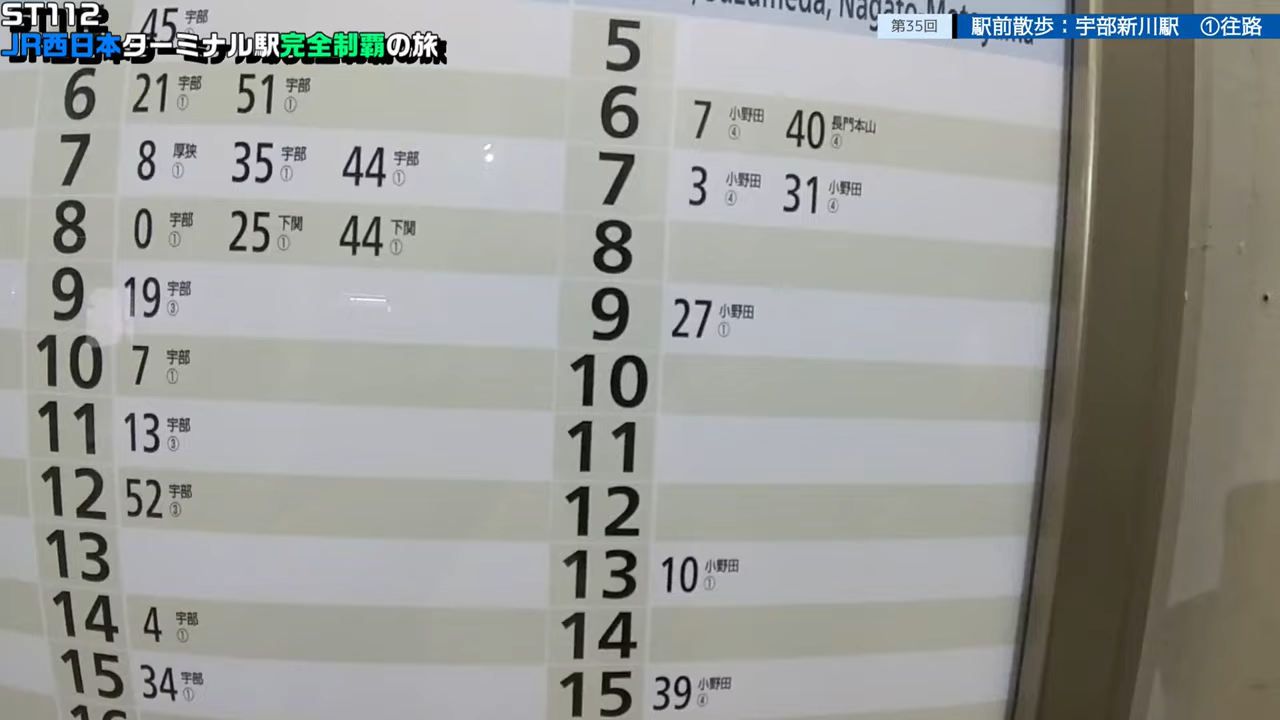 ST112
JR西日本ターミナル駅完全制覇の旅
第35回 駅前散歩：宇部新川駅 ①往路
45 宇部
6 21 宇部 ① 51 宇部 ①
7 8 厚狭 ① 35 宇部 ① 44 宇部 ①
8 0 宇部 ① 25 下関 ① 44 下関 ①
9 19 宇部 ③
10 7 宇部 ①
11 13 宇部 ③
12 52 宇部
13
14 4 宇部 ①
15 34 宇部 ①
16
Nagato-
5
6 7 小野田 ④ 40 長門本山 ④
7 3 小野田 ④ 31 小野田 ④
8
9 27 小野田 ①
10
11
12
13 10 小野田 ①
14
15 39 小野田 ④